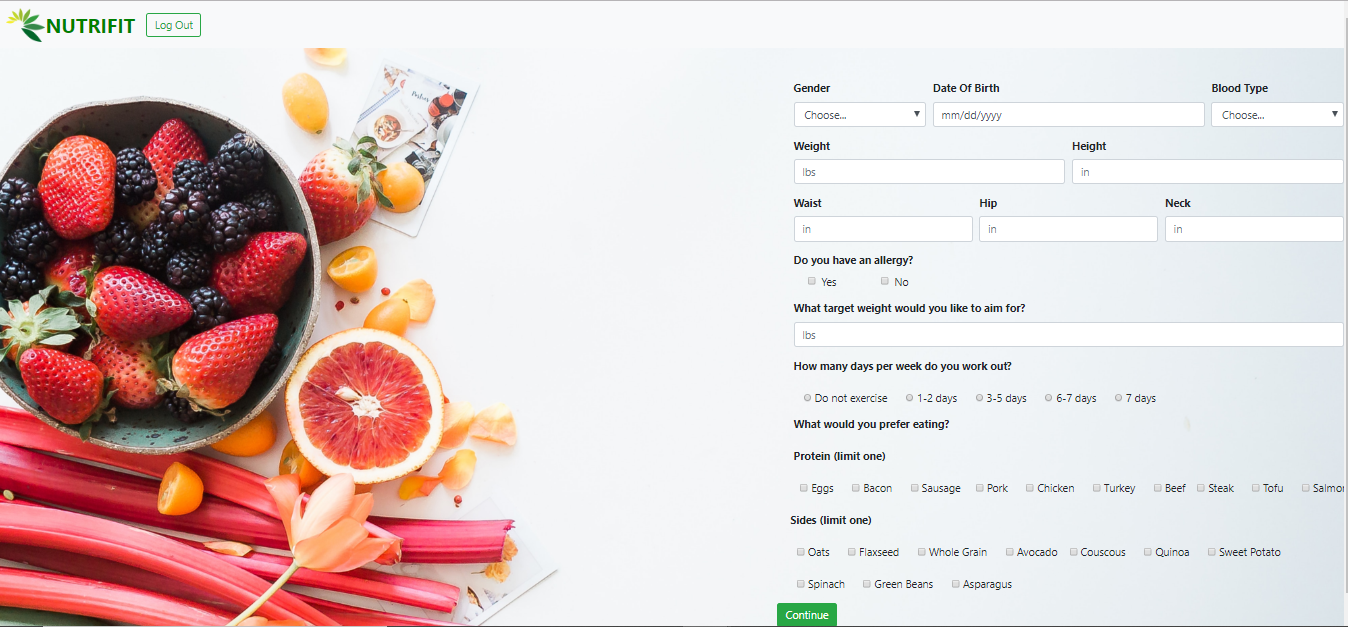 NUTRIFIT Log Out
Gender Date Of Birth Blood Type
Choose... mm/dd/yyyy Choose...
Weight Height
lbs in
Waist Hip Neck
in in in
Do you have an allergy?
Yes No
What target weight would you like to aim for?
lbs
How many days per week do you work out?
Do not exercise 1-2 days 3-5 days 6-7 days 7 days
What would you prefer eating?
Protein (limit one)
Eggs Bacon Sausage Pork Chicken Turkey Beef Steak Tofu Salmon
Sides (limit one)
Oats Flaxseed Whole Grain Avocado Couscous Quinoa Sweet Potato
Spinach Green Beans Asparagus
Continue